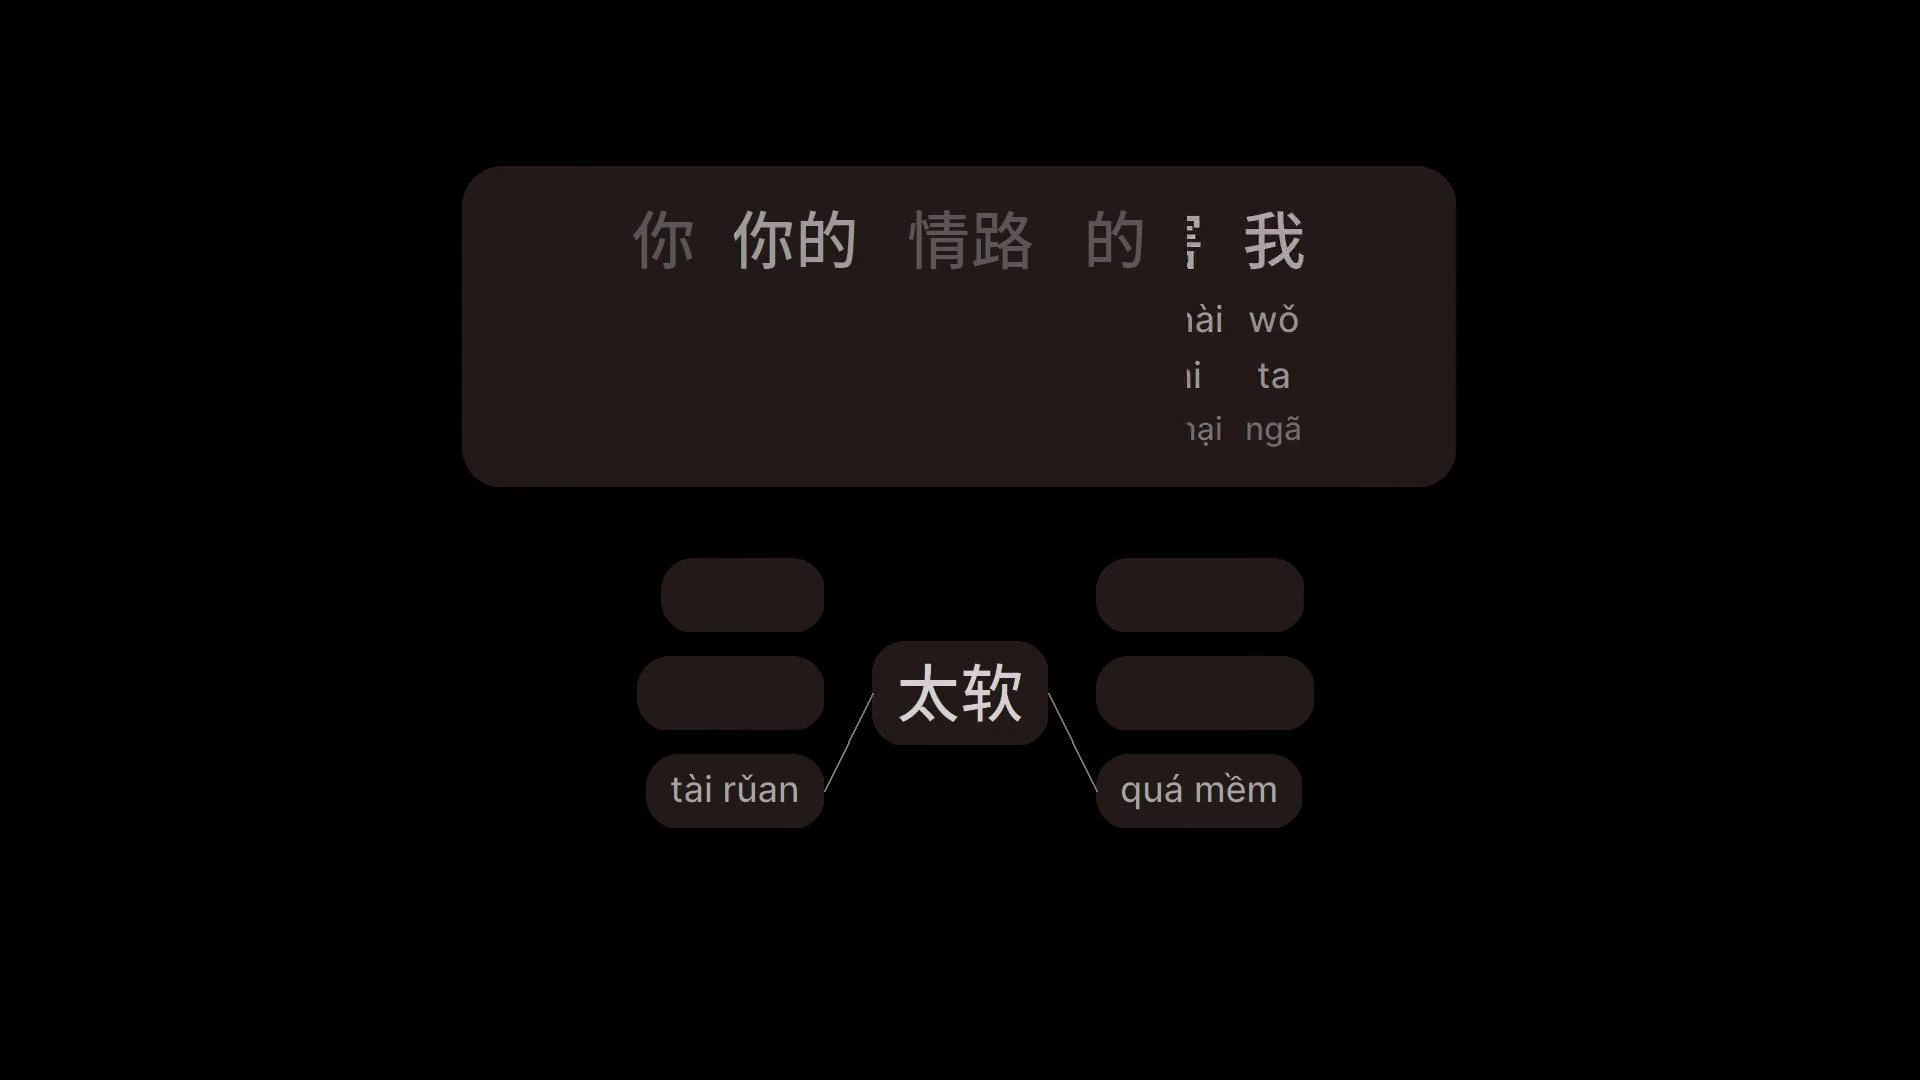 你 你的 情路 的 我
wǒ
ta
ngã
太软
tài rǔan
quá mềm